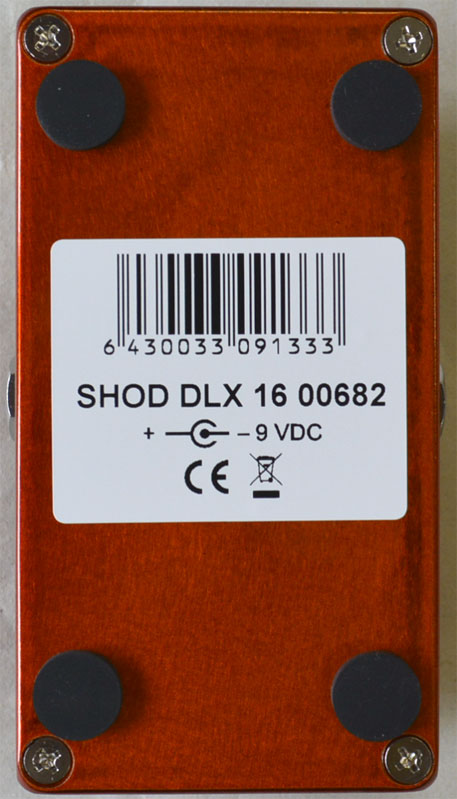 6 430033 091333
SHOD DLX 16 00682
+ – 9 VDC
CE